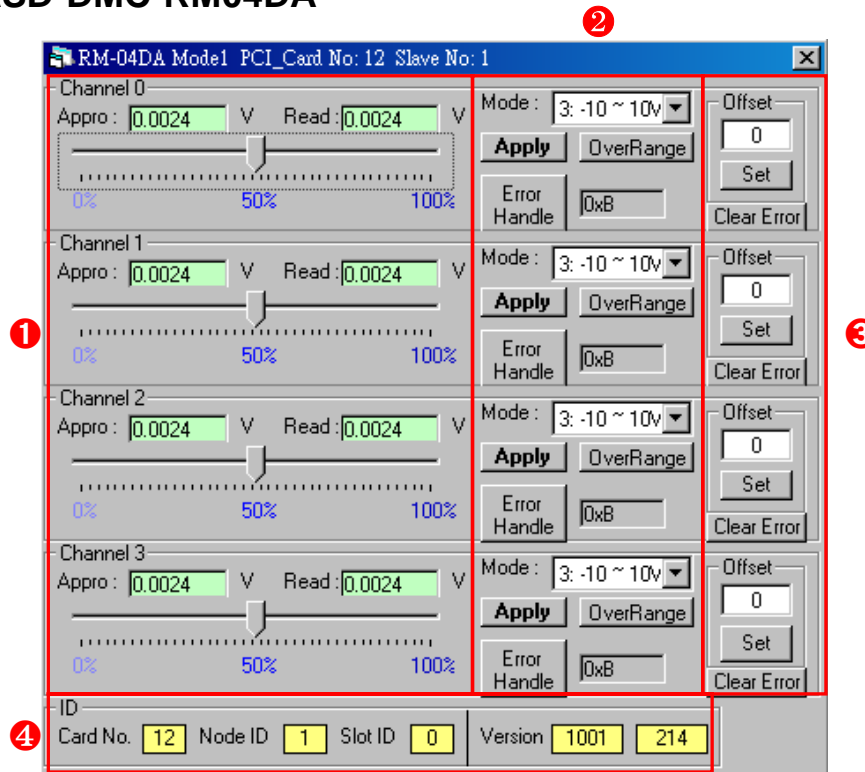 RM04DA
❷
RM-04DA Mode1 PCI_Card No: 12 Slave No: 1
Channel 0
Appro : 0.0024 V Read : 0.0024 V
0% 50% 100%
Mode : 3: -10 ~ 10v
Apply OverRange
Error Handle 0xB
Offset
0
Set
Clear Error
Channel 1
Appro : 0.0024 V Read : 0.0024 V
0% 50% 100%
Mode : 3: -10 ~ 10v
Apply OverRange
Error Handle 0xB
Offset
0
Set
Clear Error
❶
❸
Channel 2
Appro : 0.0024 V Read : 0.0024 V
0% 50% 100%
Mode : 3: -10 ~ 10v
Apply OverRange
Error Handle 0xB
Offset
0
Set
Clear Error
Channel 3
Appro : 0.0024 V Read : 0.0024 V
0% 50% 100%
Mode : 3: -10 ~ 10v
Apply OverRange
Error Handle 0xB
Offset
0
Set
Clear Error
❹
ID
Card No. 12 Node ID 1 Slot ID 0 Version 1001 214